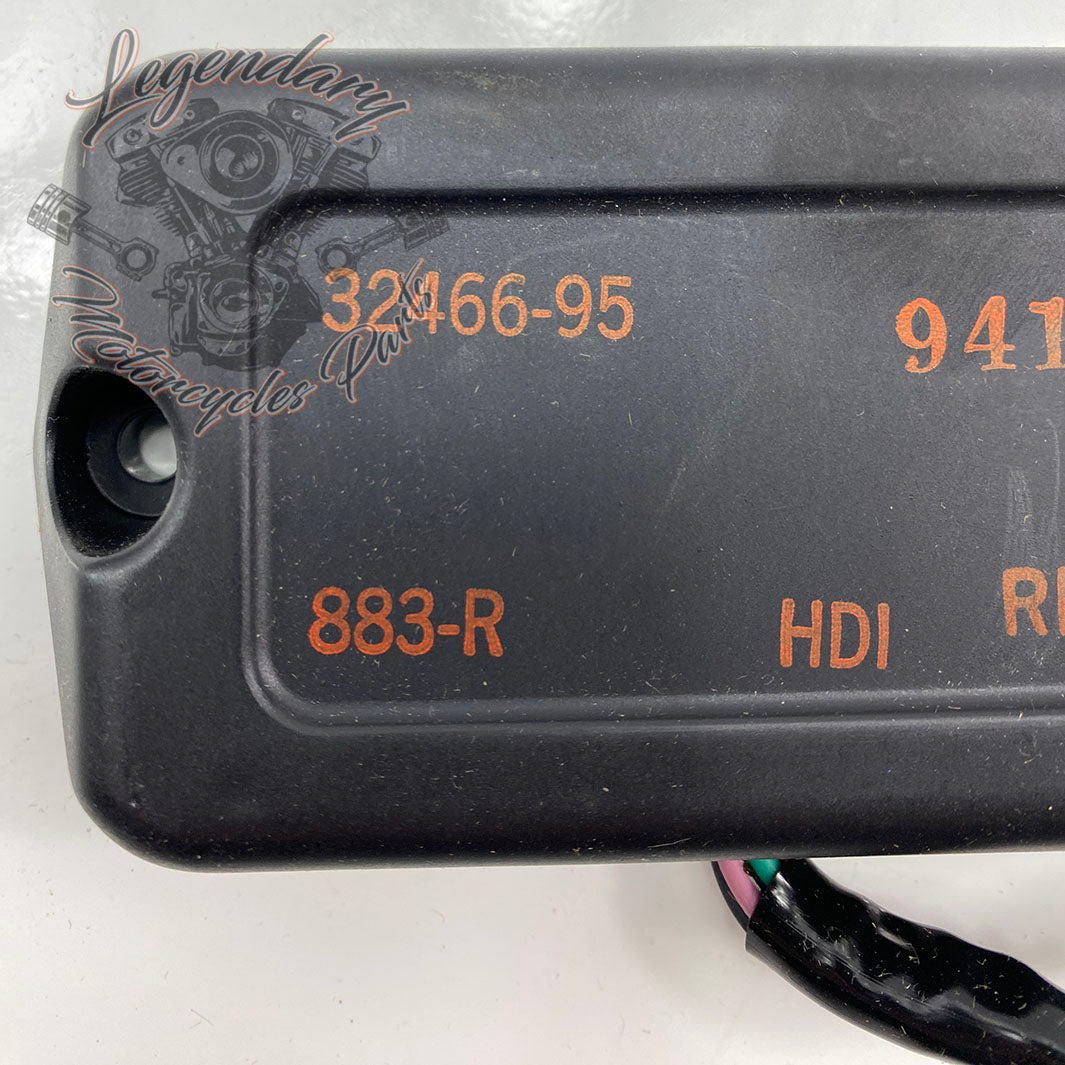 Legendary
Motorcycles Parts
32466-95
941
883-R
HDI